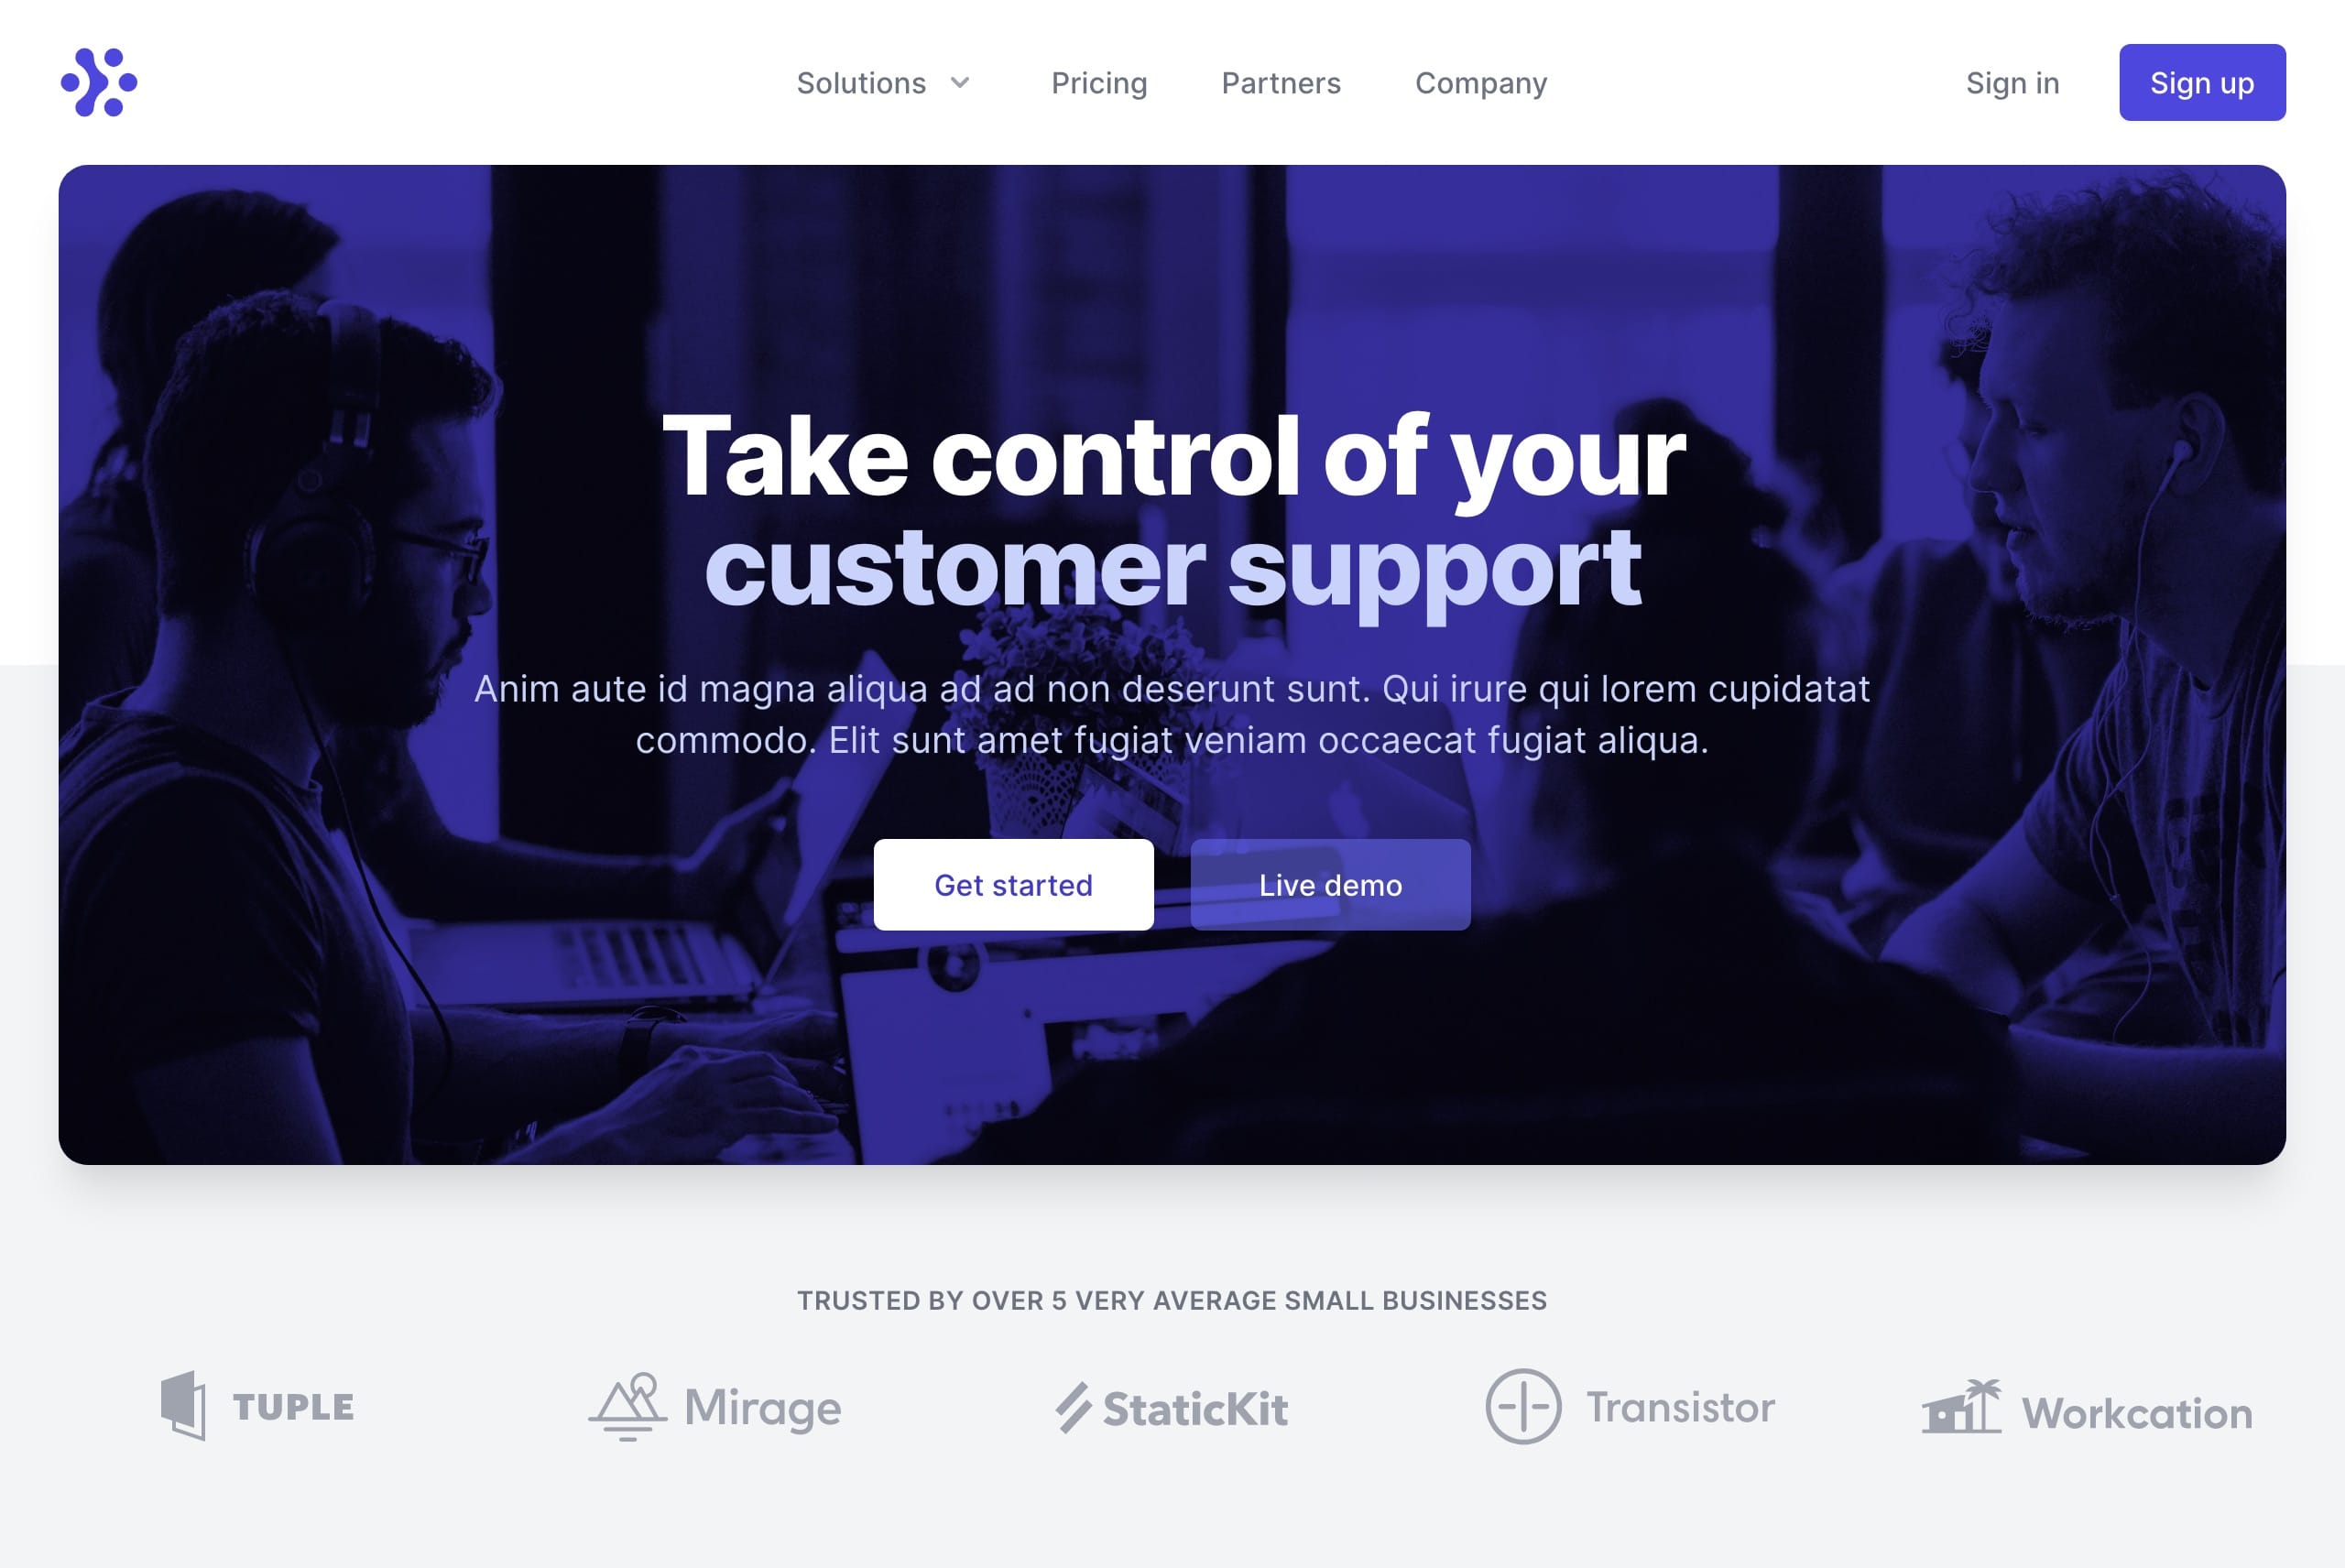 Solutions
Pricing
Partners
Company
Sign in
Sign up
Take control of your
customer support
Anim aute id magna aliqua ad ad non deserunt sunt. Qui irure qui lorem cupidatat
commodo. Elit sunt amet fugiat veniam occaecat fugiat aliqua.
Get started
Live demo
TRUSTED BY OVER 5 VERY AVERAGE SMALL BUSINESSES
TUPLE
Mirage
StaticKit
Transistor
Workcation